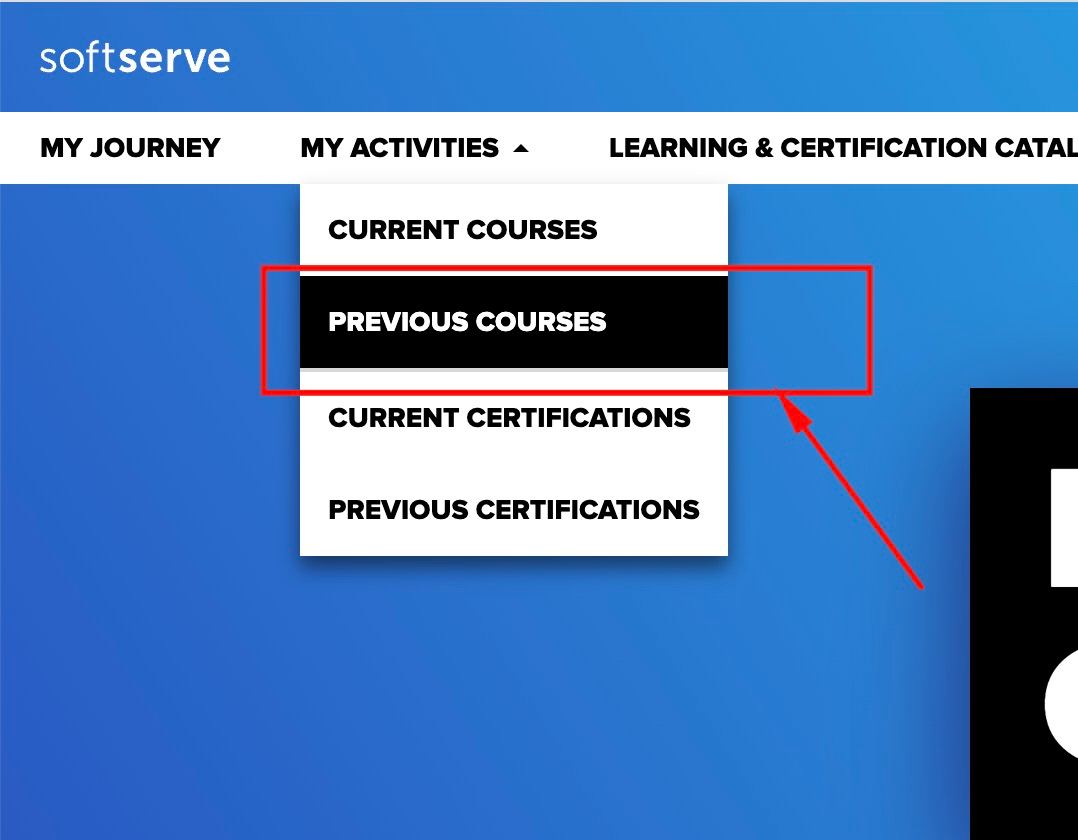 softserve
MY JOURNEY MY ACTIVITIES LEARNING & CERTIFICATION CATAL
CURRENT COURSES
PREVIOUS COURSES
CURRENT CERTIFICATIONS
PREVIOUS CERTIFICATIONS